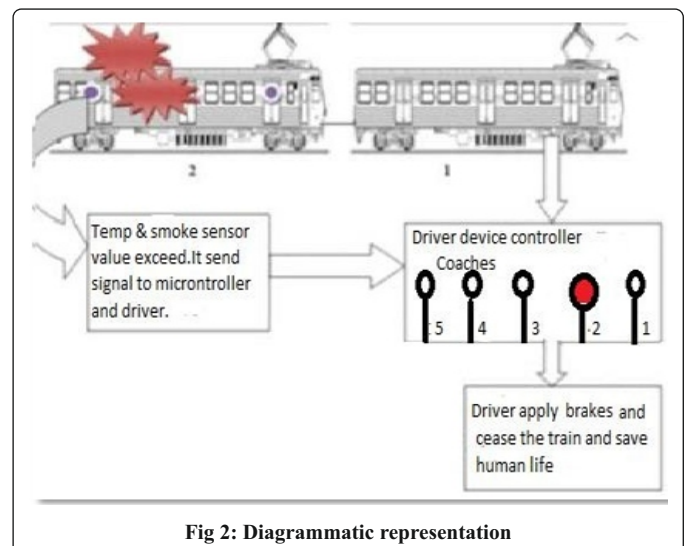 2
1
Temp & smoke sensor
value exceed.It send
signal to microntroller
and driver.
Driver device controller
Coaches
5 4 3 2 1
Driver apply brakes and
cease the train and save
human life
Fig 2: Diagrammatic representation